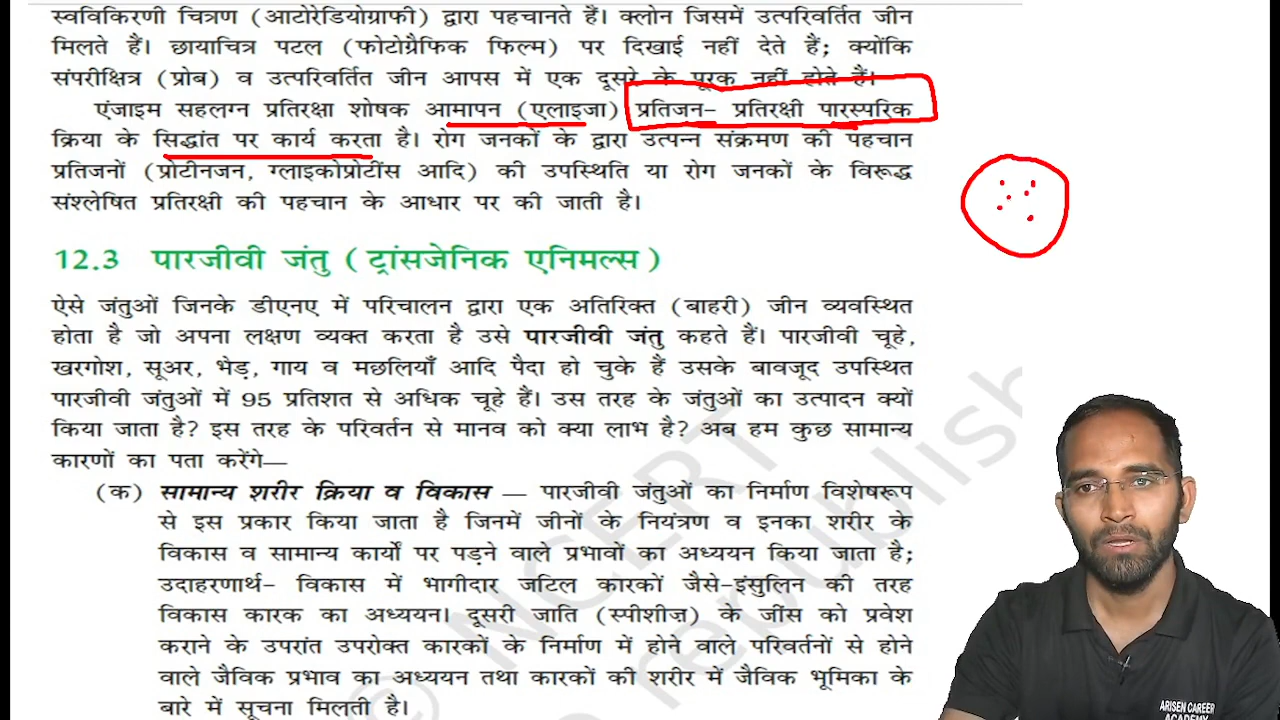 स्वविकिरणी चित्रण (आटोरेडियोग्राफी) द्वारा पहचानते हैं। क्लोन जिसमें उत्परिवर्तित जीन
मिलते हैं। छायाचित्र पटल (फोटोग्रैफिक फिल्म) पर दिखाई नहीं देते हैं; क्योंकि
संपरीक्षित्र (प्रोब) व उत्परिवर्तित जीन आपस में एक दूसरे के पूरक नहीं होते हैं।
एंजाइम सहलग्न प्रतिरक्षा शोषक आमापन (एलाइजा) प्रतिजन- प्रतिरक्षी पारस्परिक
क्रिया के सिद्धांत पर कार्य करता है। रोग जनकों के द्वारा उत्पन्न संक्रमण की पहचान
प्रतिजनों (प्रोटीनजन, ग्लाइकोप्रोटींस आदि) की उपस्थिति या रोग जनकों के विरूद्ध
संश्लेषित प्रतिरक्षी की पहचान के आधार पर की जाती है।
12.3 पारजीवी जंतु (ट्रांसजेनिक एनिमल्स)
ऐसे जंतुओं जिनके डीएनए में परिचालन द्वारा एक अतिरिक्त (बाहरी) जीन व्यवस्थित
होता है जो अपना लक्षण व्यक्त करता है उसे पारजीवी जंतु कहते हैं। पारजीवी चूहे,
खरगोश, सूअर, भेड़, गाय व मछलियाँ आदि पैदा हो चुके हैं उसके बावजूद उपस्थित
पारजीवी जंतुओं में 95 प्रतिशत से अधिक चूहे हैं। उस तरह के जंतुओं का उत्पादन क्यों
किया जाता है? इस तरह के परिवर्तन से मानव को क्या लाभ है? अब हम कुछ सामान्य
कारणों का पता करेंगे—
(क) सामान्य शरीर क्रिया व विकास — पारजीवी जंतुओं का निर्माण विशेषरूप
से इस प्रकार किया जाता है जिनमें जीनों के नियंत्रण व इनका शरीर के
विकास व सामान्य कार्यों पर पड़ने वाले प्रभावों का अध्ययन किया जाता है;
उदाहरणार्थ- विकास में भागीदार जटिल कारकों जैसे-इंसुलिन की तरह
विकास कारक का अध्ययन। दूसरी जाति (स्पीशीज़) के जींस को प्रवेश
कराने के उपरांत उपरोक्त कारकों के निर्माण में होने वाले परिवर्तनों से होने
वाले जैविक प्रभाव का अध्ययन तथा कारकों की शरीर में जैविक भूमिका के
बारे में सूचना मिलती है।
© NCERT
republish
ARISEN CAREER
ACADEMY